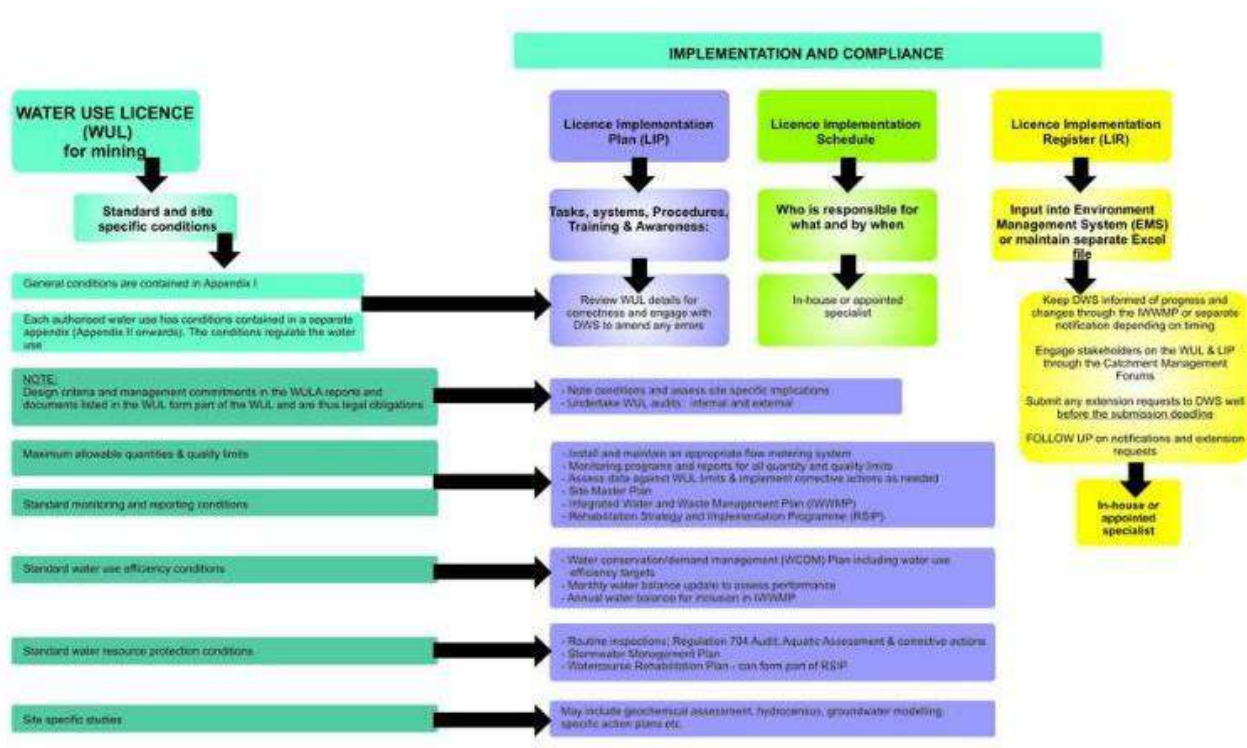 IMPLEMENTATION AND COMPLIANCE
WATER USE LICENCE
(WUL)
for mining
Standard and site
specific conditions
General conditions are contained in Appendix I
Each authorised water use has conditions contained in a separate
appendix (Appendix II onwards). The conditions regulate the water
use
NOTE:
Design criteria and management commitments in the WULA reports and
documents listed in the WUL form part of the WUL and are thus legal obligations
Maximum allowable quantities & quality limits
Standard monitoring and reporting conditions
Standard water use efficiency conditions
Standard water resource protection conditions
Site specific studies
Licence Implementation
Plan (LIP)
Tasks, systems, Procedures,
Training & Awareness:
Review WUL details for
correctness and engage with
DWS to amend any errors
- Note conditions and assess site specific implications
- Undertake WUL audits : internal and external
- Install and maintain an appropriate flow metering system
- Monitoring programs and reports for all quantity and quality limits
- Assess data against WUL limits & implement corrective actions as needed
- Site Master Plan
- Integrated Water and Waste Management Plan (IWWMP)
- Rehabilitation Strategy and Implementation Programme (RSIP)
- Water conservation/demand management (WCDM) Plan including water use
efficiency targets
- Monthly water balance update to assess performance
- Annual water balance for inclusion in IWWMP
- Routine inspections; Regulation 704 Audit, Aquatic Assessment & corrective actions
- Stormwater Management Plan
- Watercourse Rehabilitation Plan - can form part of RSIP
May include geochemical assessment, hydrocensus, groundwater modelling,
specific action plans etc.
Licence Implementation
Schedule
Who is responsible for
what and by when
In-house or appointed
specialist
Licence Implementation
Register (LIR)
Input into Environment
Management System (EMS)
or maintain separate Excel
file
Keep DWS informed of progress and
changes through the IWWMP or separate
notification depending on timing
Engage stakeholders on the WUL & LIP
through the Catchment Management
Forums
Submit any extension requests to DWS well
before the submission deadline
FOLLOW UP on notifications and extension
requests
In-house or
appointed
specialist